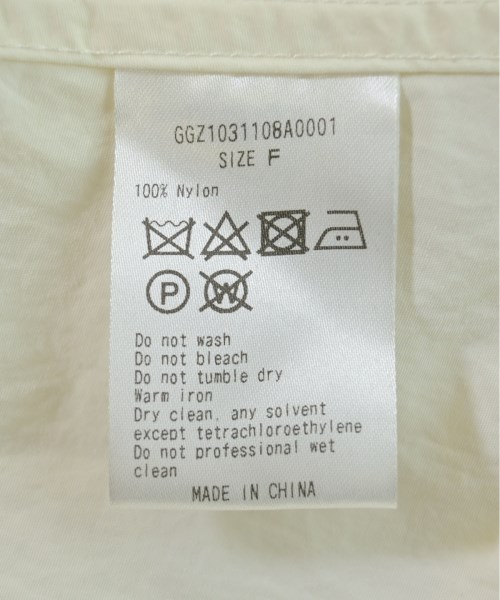 GGZ1031108A0001
SIZE F
100% Nylon
P W
Do not wash
Do not bleach
Do not tumble dry
Warm iron
Dry clean, any solvent
except tetrachloroethylene
Do not professional wet
clean
MADE IN CHINA